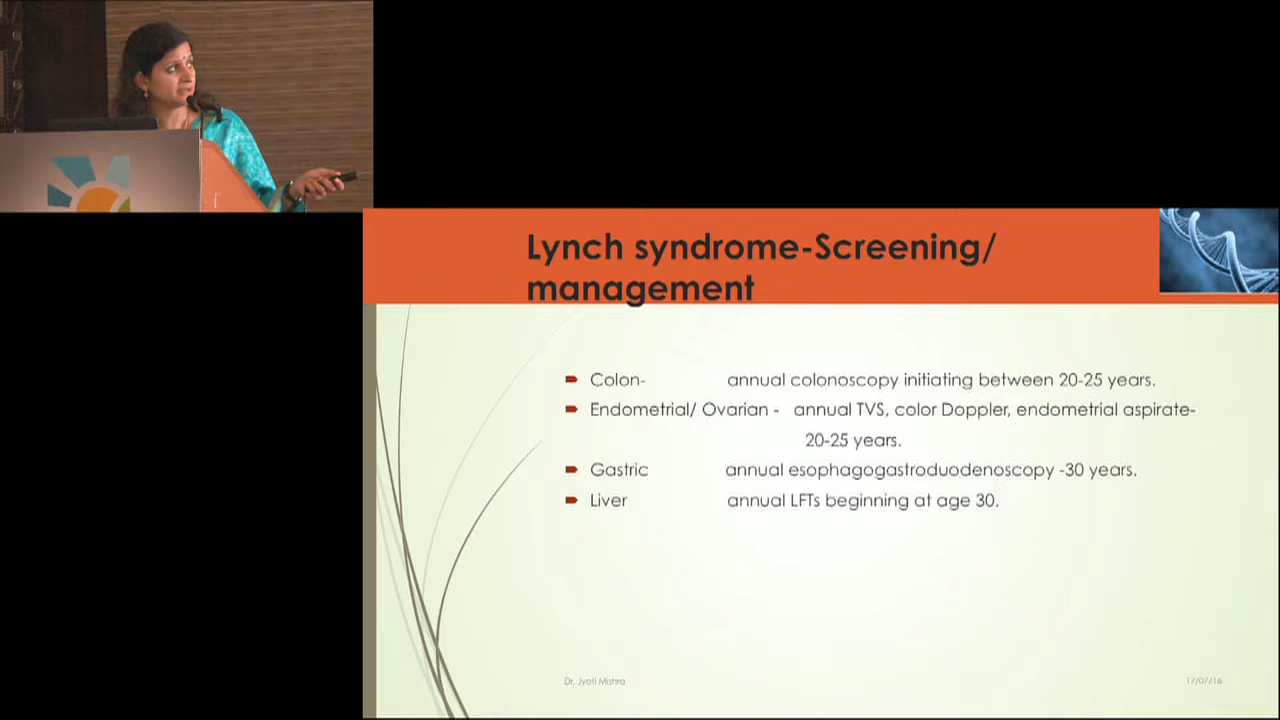 Lynch syndrome-Screening/
management
Colon- annual colonoscopy initiating between 20-25 years.
Endometrial/ Ovarian - annual TVS, color Doppler, endometrial aspirate-
20-25 years.
Gastric annual esophagogastroduodenoscopy -30 years.
Liver annual LFTs beginning at age 30.
Dr. Jyoti Mishra 17/07/16